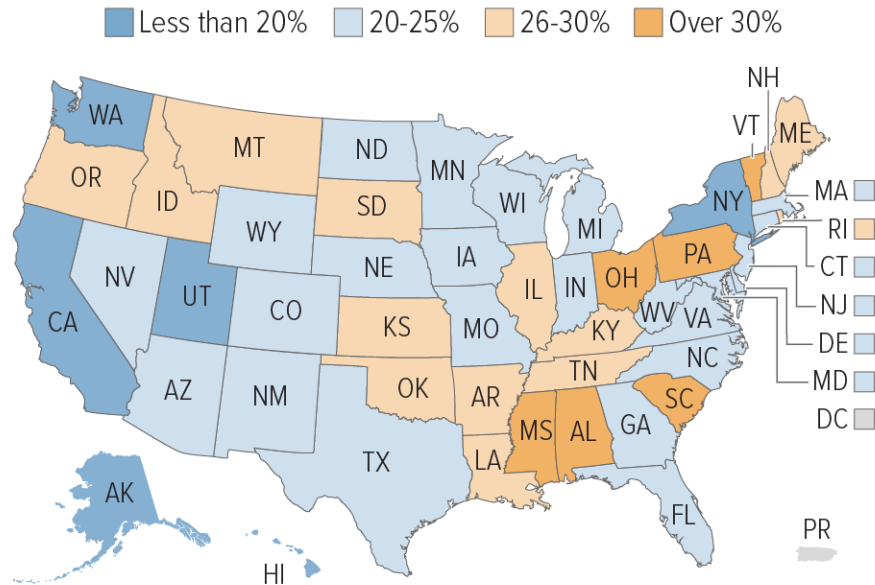 Less than 20% 20-25% 26-30% Over 30%
NH
WA
VT
ME
MT
ND
MN
OR
ID
SD
WI
MI
NY
MA
WY
RI
PA
IA
NE
CT
NV
OH
IL
IN
UT
CO
NJ
CA
WV
VA
MO
KS
KY
DE
NC
TN
MD
AZ
OK
NM
AR
SC
DC
MS
AL
GA
TX
LA
AK
FL
PR
HI